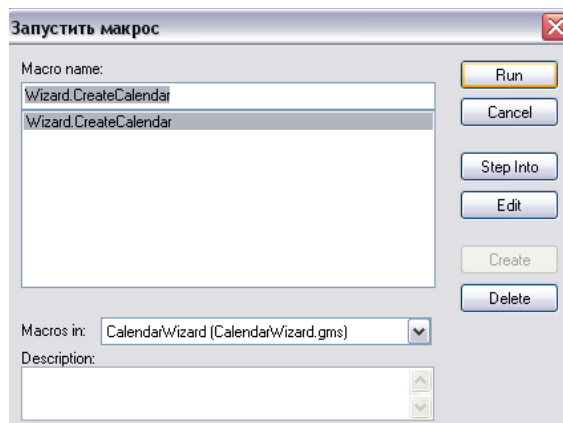 Запустить макрос
Macro name:
Wizard.CreateCalendar
Wizard.CreateCalendar
Run
Cancel
Step Into
Edit
Create
Delete
Macros in:
CalendarWizard (CalendarWizard.gms)
Description: